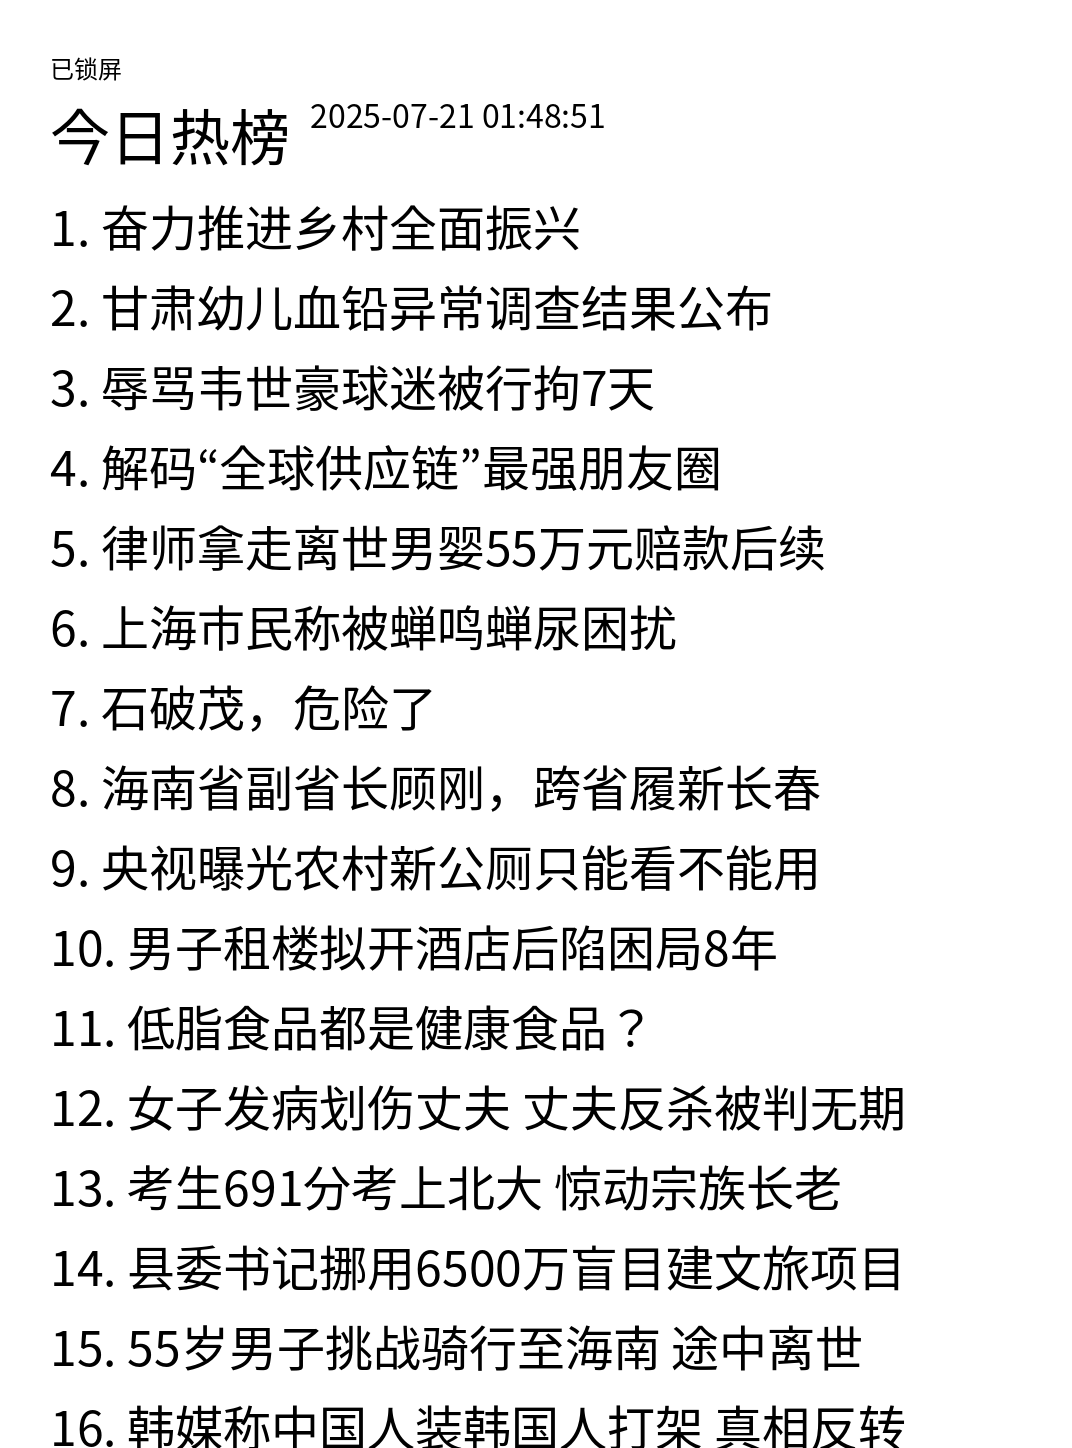 已锁屏
今日热榜 2025-07-21 01:48:51
1. 奋力推进乡村全面振兴
2. 甘肃幼儿血铅异常调查结果公布
3. 辱骂韦世豪球迷被行拘7天
4. 解码“全球供应链”最强朋友圈
5. 律师拿走离世男婴55万元赔款后续
6. 上海市民称被蝉鸣蝉尿困扰
7. 石破茂，危险了
8. 海南省副省长顾刚，跨省履新长春
9. 央视曝光农村新公厕只能看不能用
10. 男子租楼拟开酒店后陷困局8年
11. 低脂食品都是健康食品？
12. 女子发病划伤丈夫 丈夫反杀被判无期
13. 考生691分考上北大 惊动宗族长老
14. 县委书记挪用6500万盲目建文旅项目
15. 55岁男子挑战骑行至海南 途中离世
16. 韩媒称中国人装韩国人打架 真相反转